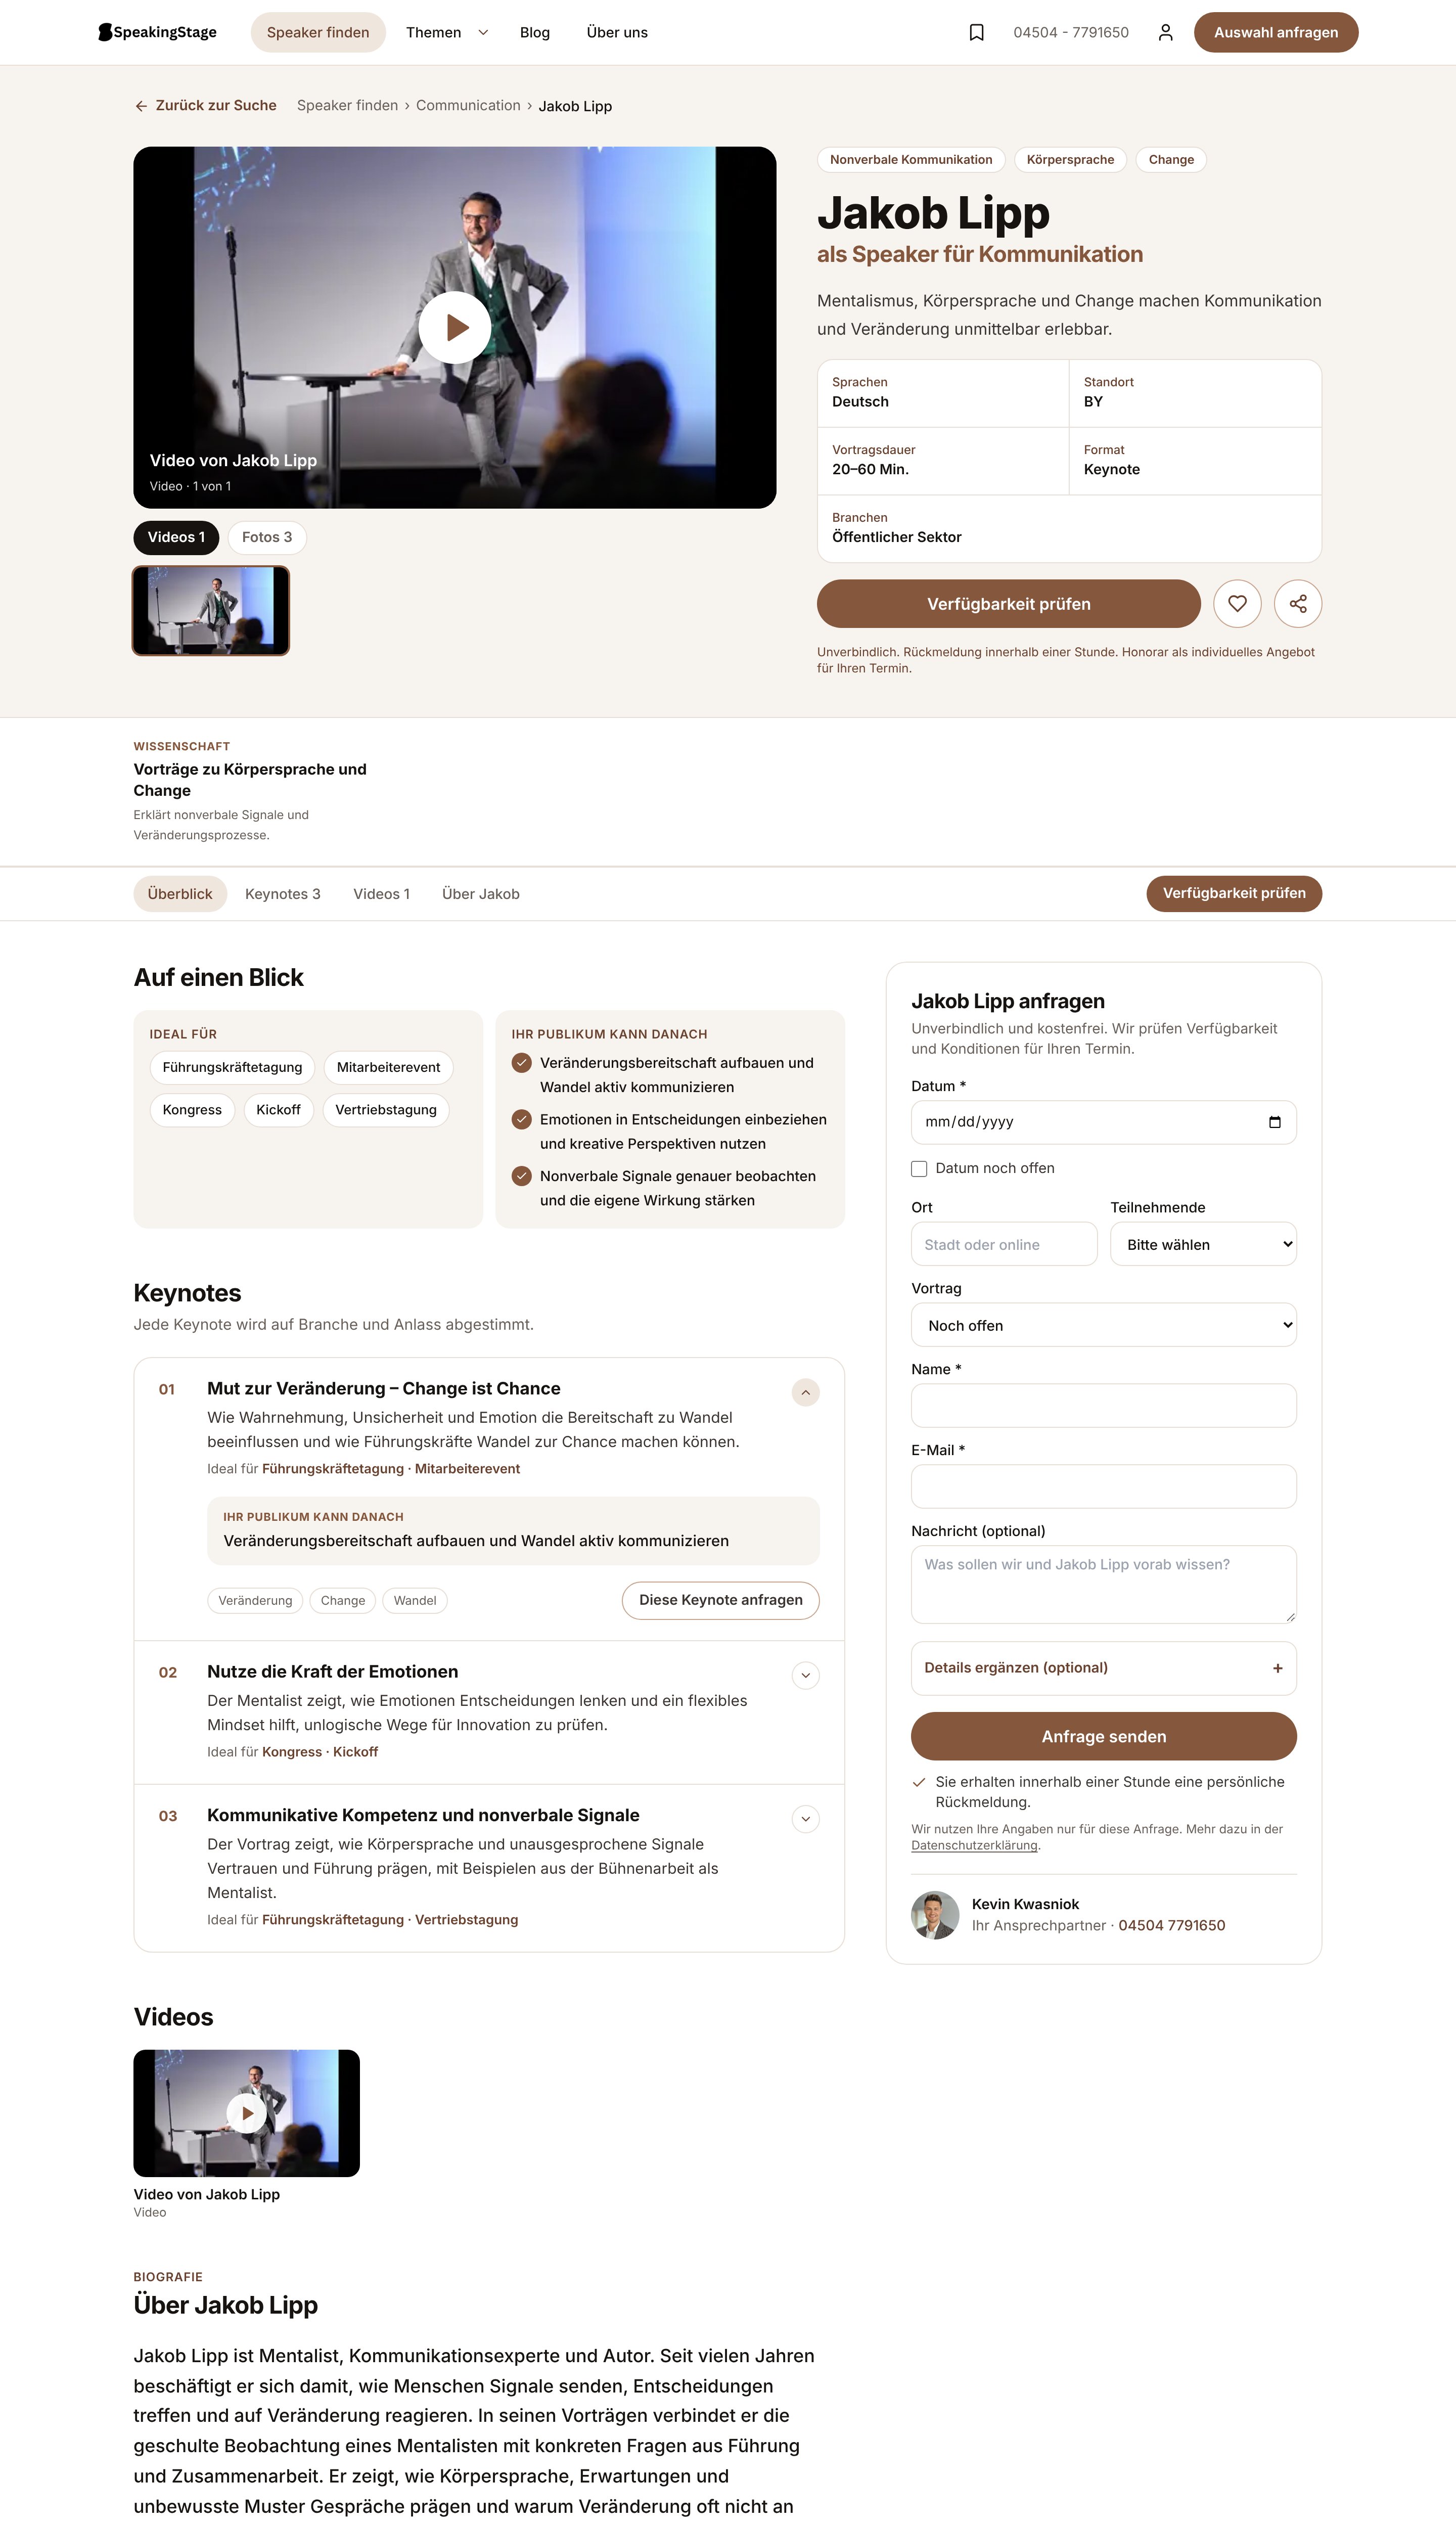 SpeakingStage
Speaker finden
Themen
Blog
Über uns
04504 - 7791650
Auswahl anfragen
Zurück zur Suche
Speaker finden › Communication › Jakob Lipp
Video von Jakob Lipp
Video · 1 von 1
Videos 1
Fotos 3
Nonverbale Kommunikation
Körpersprache
Change
Jakob Lipp
als Speaker für Kommunikation
Mentalismus, Körpersprache und Change machen Kommunikation
und Veränderung unmittelbar erlebbar.
Sprachen
Deutsch
Standort
BY
Vortragsdauer
20–60 Min.
Format
Keynote
Branchen
Öffentlicher Sektor
Verfügbarkeit prüfen
Unverbindlich. Rückmeldung innerhalb einer Stunde. Honorar als individuelles Angebot
für Ihren Termin.
WISSENSCHAFT
Vorträge zu Körpersprache und
Change
Erklärt nonverbale Signale und
Veränderungsprozesse.
Überblick
Keynotes 3
Videos 1
Über Jakob
Verfügbarkeit prüfen
Auf einen Blick
IDEAL FÜR
Führungskräftetagung
Mitarbeiterevent
Kongress
Kickoff
Vertriebstagung
IHR PUBLIKUM KANN DANACH
Veränderungsbereitschaft aufbauen und
Wandel aktiv kommunizieren
Emotionen in Entscheidungen einbeziehen
und kreative Perspektiven nutzen
Nonverbale Signale genauer beobachten
und die eigene Wirkung stärken
Keynotes
Jede Keynote wird auf Branche und Anlass abgestimmt.
01
Mut zur Veränderung – Change ist Chance
Wie Wahrnehmung, Unsicherheit und Emotion die Bereitschaft zu Wandel
beeinflussen und wie Führungskräfte Wandel zur Chance machen können.
Ideal für Führungskräftetagung · Mitarbeiterevent
IHR PUBLIKUM KANN DANACH
Veränderungsbereitschaft aufbauen und Wandel aktiv kommunizieren
Veränderung
Change
Wandel
Diese Keynote anfragen
02
Nutze die Kraft der Emotionen
Der Mentalist zeigt, wie Emotionen Entscheidungen lenken und ein flexibles
Mindset hilft, unlogische Wege für Innovation zu prüfen.
Ideal für Kongress · Kickoff
03
Kommunikative Kompetenz und nonverbale Signale
Der Vortrag zeigt, wie Körpersprache und unausgesprochene Signale
Vertrauen und Führung prägen, mit Beispielen aus der Bühnenarbeit als
Mentalist.
Ideal für Führungskräftetagung · Vertriebstagung
Jakob Lipp anfragen
Unverbindlich und kostenfrei. Wir prüfen Verfügbarkeit
und Konditionen für Ihren Termin.
Datum *
mm/dd/yyyy
Datum noch offen
Ort
Stadt oder online
Teilnehmende
Bitte wählen
Vortrag
Noch offen
Name *
E-Mail *
Nachricht (optional)
Was sollen wir und Jakob Lipp vorab wissen?
Details ergänzen (optional)
+
Anfrage senden
Sie erhalten innerhalb einer Stunde eine persönliche
Rückmeldung.
Wir nutzen Ihre Angaben nur für diese Anfrage. Mehr dazu in der
Datenschutzerklärung.
Kevin Kwasniok
Ihr Ansprechpartner · 04504 7791650
Videos
Video von Jakob Lipp
Video
BIOGRAFIE
Über Jakob Lipp
Jakob Lipp ist Mentalist, Kommunikationsexperte und Autor. Seit vielen Jahren
beschäftigt er sich damit, wie Menschen Signale senden, Entscheidungen
treffen und auf Veränderung reagieren. In seinen Vorträgen verbindet er die
geschulte Beobachtung eines Mentalisten mit konkreten Fragen aus Führung
und Zusammenarbeit. Er zeigt, wie Körpersprache, Erwartungen und
unbewusste Muster Gespräche prägen und warum Veränderung oft nicht an